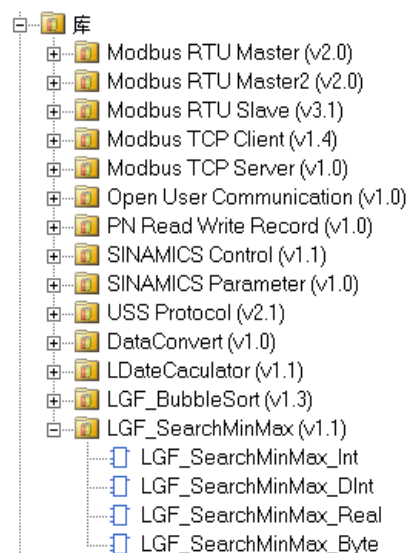 库
Modbus RTU Master (v2.0)
Modbus RTU Master2 (v2.0)
Modbus RTU Slave (v3.1)
Modbus TCP Client (v1.4)
Modbus TCP Server (v1.0)
Open User Communication (v1.0)
PN Read Write Record (v1.0)
SINAMICS Control (v1.1)
SINAMICS Parameter (v1.0)
USS Protocol (v2.1)
DataConvert (v1.0)
LDateCaculator (v1.1)
LGF_BubbleSort (v1.3)
LGF_SearchMinMax (v1.1)
LGF_SearchMinMax_Int
LGF_SearchMinMax_DInt
LGF_SearchMinMax_Real
LGF_SearchMinMax_Byte